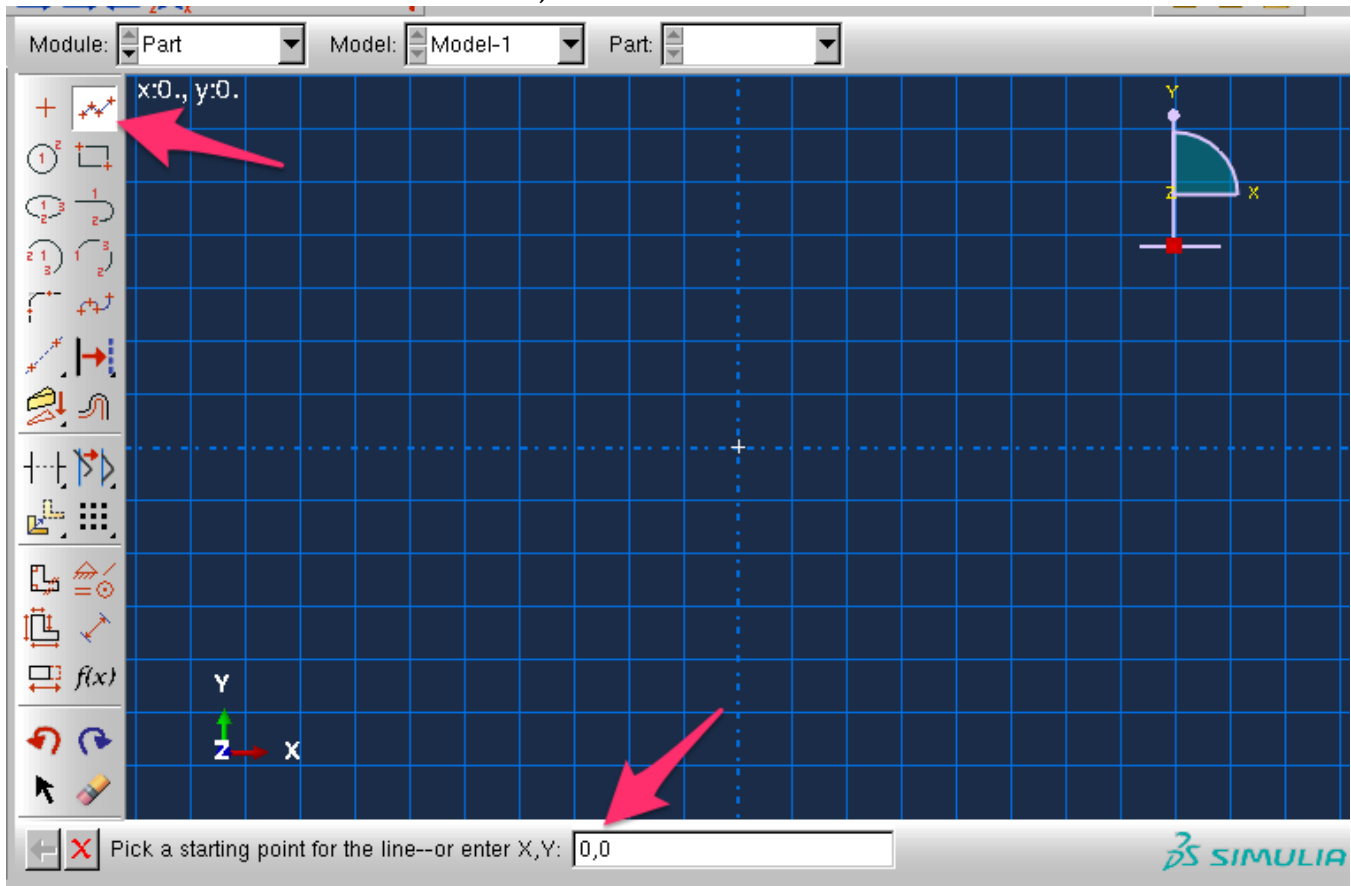 Module: Part Model: Model-1 Part:
x:0., y:0.
Y
Z X
f(x)
Y
Z X
Pick a starting point for the line--or enter X,Y: 0,0
SIMULIA